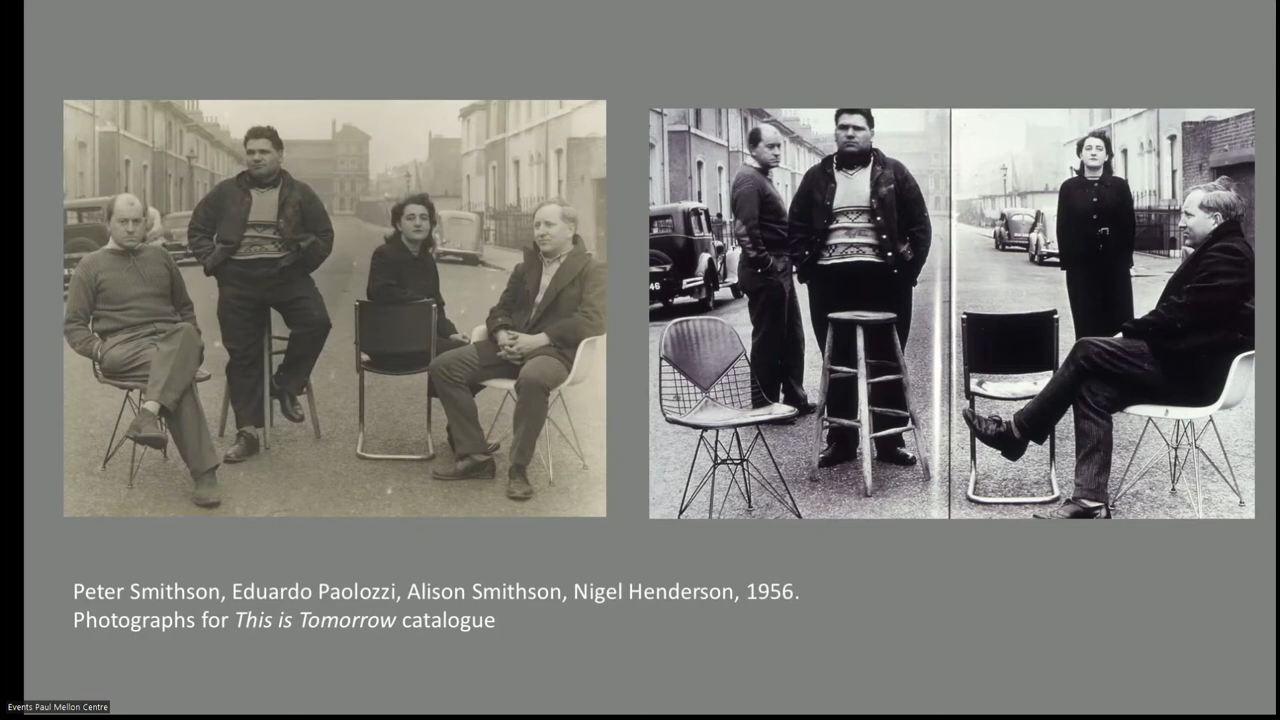 46
Peter Smithson, Eduardo Paolozzi, Alison Smithson, Nigel Henderson, 1956.
Photographs for This is Tomorrow catalogue
Events Paul Mellon Centre